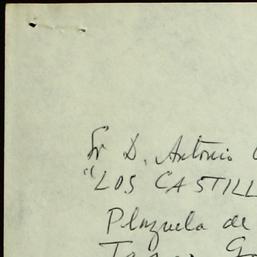 Sr D. Antonio
"LOS CASTILL
Plazuela de